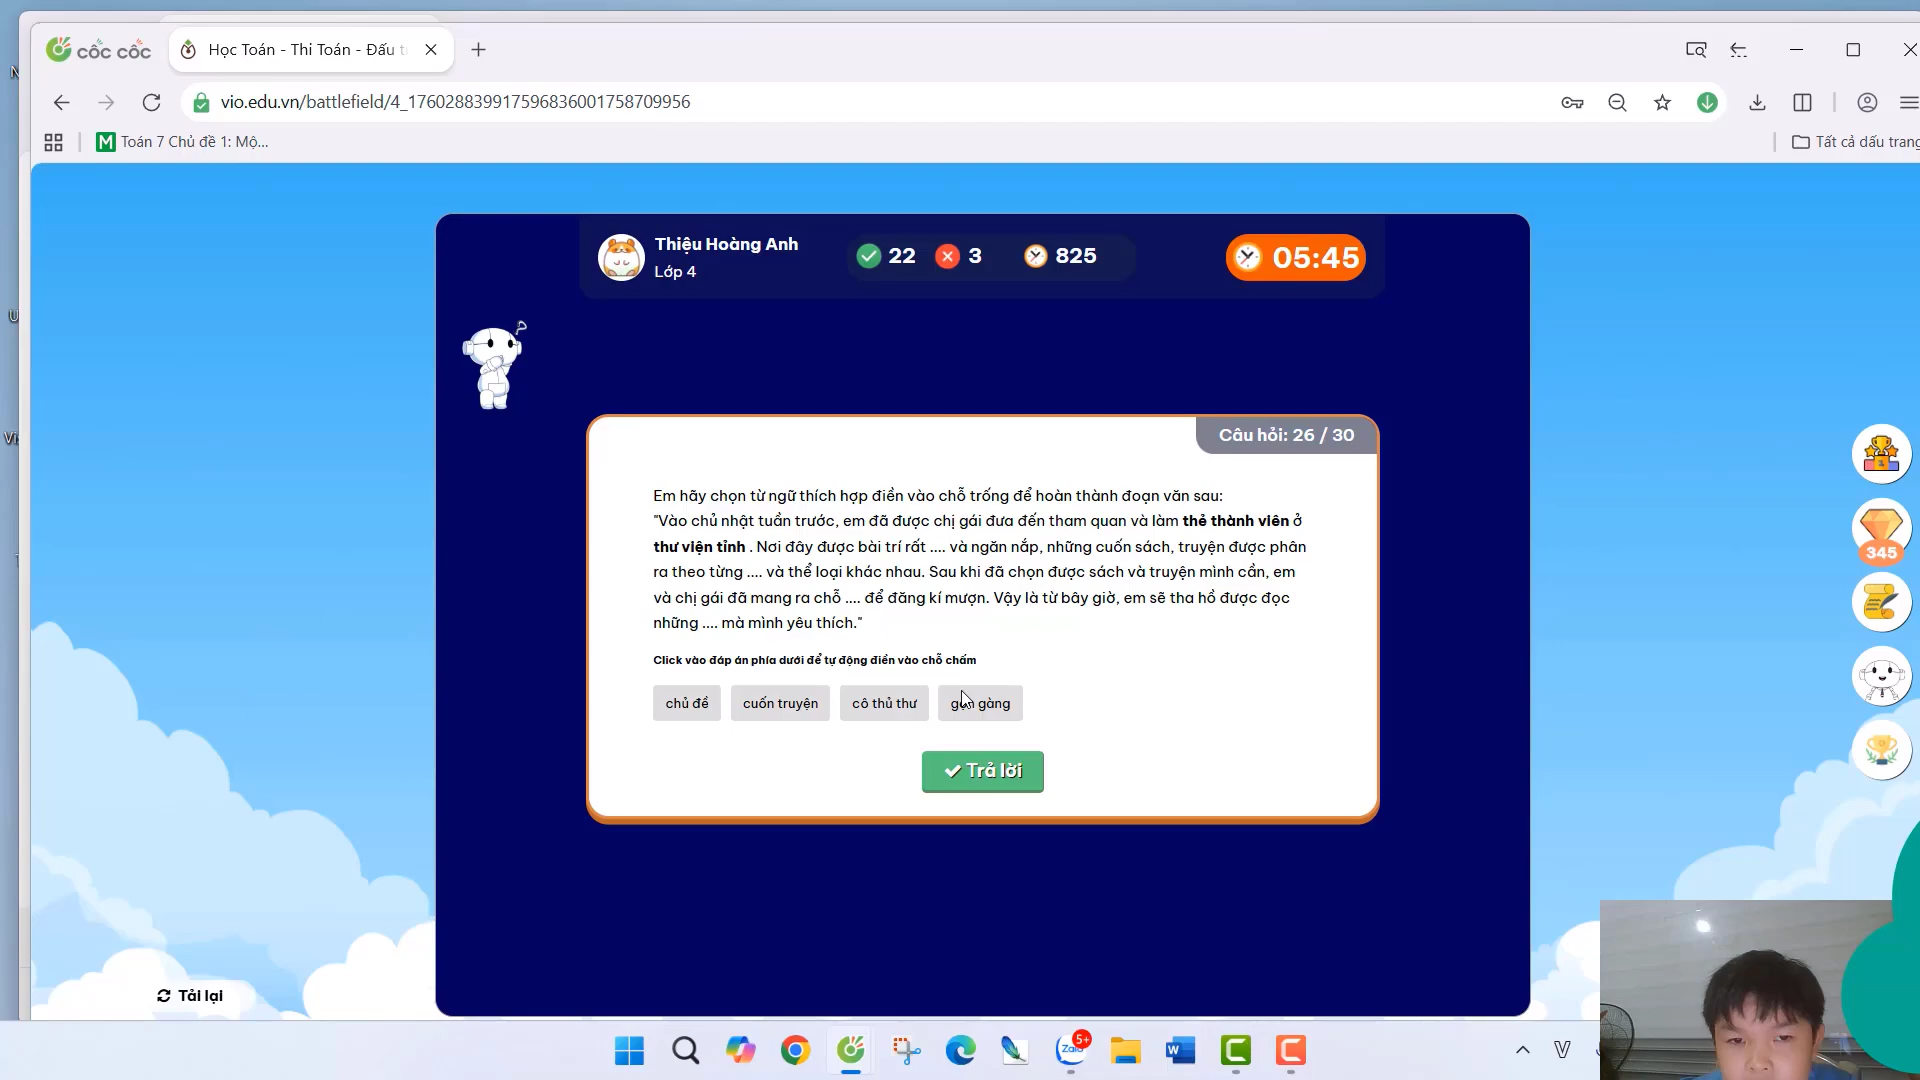 cốc cốc
Học Toán - Thi Toán - Đấu t
vio.edu.vn/battlefield/4_176028839917596836001758709956
Toán 7 Chủ đề 1: Mộ...
Tất cả dấu trang
Thiệu Hoàng Anh
Lớp 4
22
3
825
05:45
Câu hỏi: 26 / 30
Em hãy chọn từ ngữ thích hợp điền vào chỗ trống để hoàn thành đoạn văn sau:
"Vào chủ nhật tuần trước, em đã được chị gái đưa đến tham quan và làm thẻ thành viên ở
thư viện tỉnh . Nơi đây được bài trí rất .... và ngăn nắp, những cuốn sách, truyện được phân
ra theo từng .... và thể loại khác nhau. Sau khi đã chọn được sách và truyện mình cần, em
và chị gái đã mang ra chỗ .... để đăng kí mượn. Vậy là từ bây giờ, em sẽ tha hồ được đọc
những .... mà mình yêu thích."
Click vào đáp án phía dưới để tự động điền vào chỗ chấm
chủ đề
cuốn truyện
cô thủ thư
gọn gàng
Trả lời
345
Tải lại
Zalo
5+